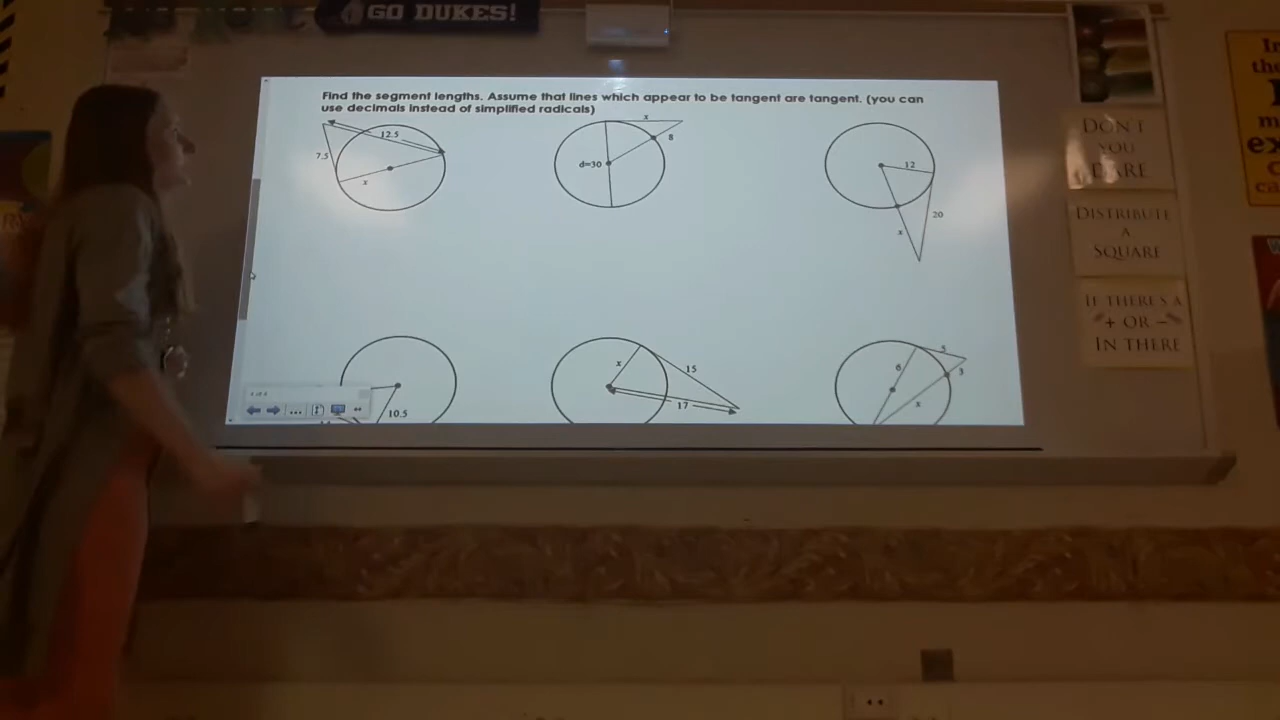 GO DUKES!
Find the segment lengths. Assume that lines which appear to be tangent are tangent. (you can
use decimals instead of simplified radicals)
12.5
7.5
x
x
8
d=30
12
20
x
10.5
x
15
17
5
6
3
x
DON'T
YOU
DARE
DISTRIBUTE
A
SQUARE
IF THERE'S A
+ OR –
IN THERE